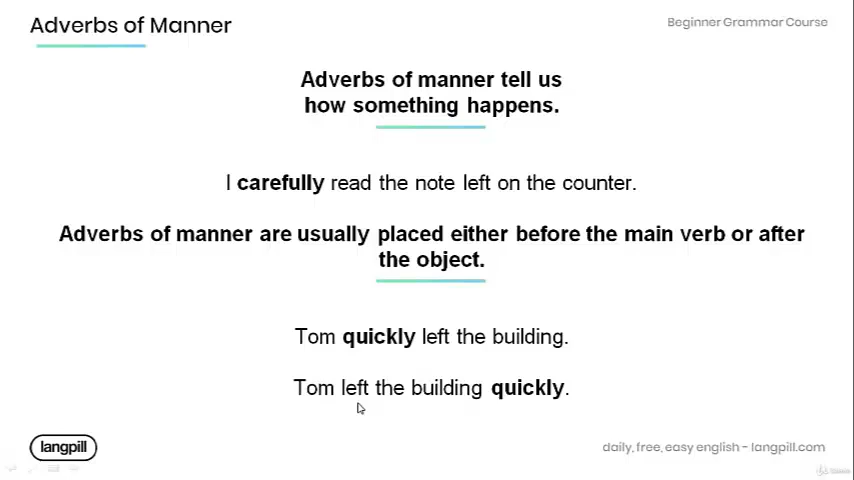 Adverbs of Manner
Beginner Grammar Course
Adverbs of manner tell us
how something happens.
I carefully read the note left on the counter.
Adverbs of manner are usually placed either before the main verb or after
the object.
Tom quickly left the building.
Tom left the building quickly.
langpill
daily, free, easy english - langpill.com